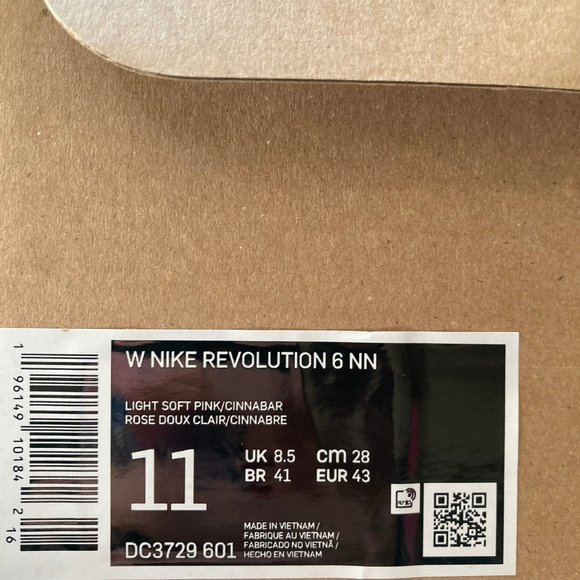 W NIKE REVOLUTION 6 NN
LIGHT SOFT PINK/CINNABAR
ROSE DOUX CLAIR/CINNABRE
11
UK 8.5 cm 28
BR 41 EUR 43
MADE IN VIETNAM /
FABRIQUE AU VIETNAM /
FABRICADO NO VIETNÃ /
HECHO EN VIETNAM
DC3729 601
1 96149 10184 2 16